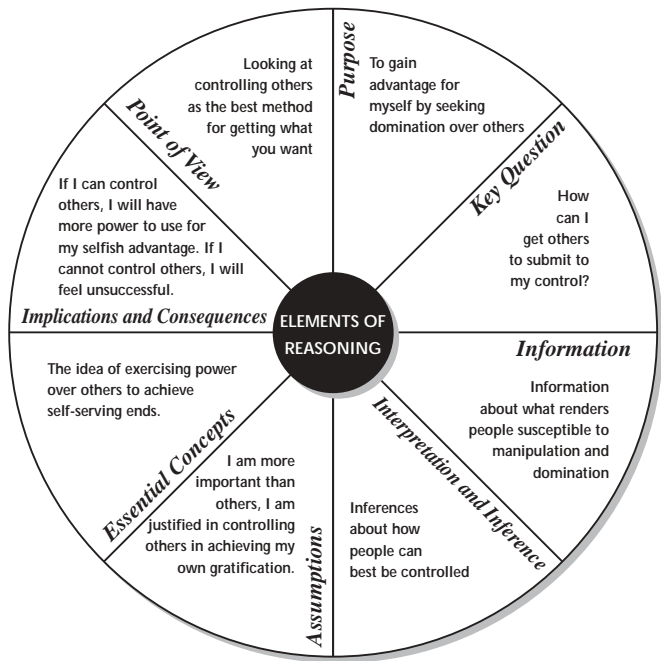 Purpose
To gain
advantage for
myself by seeking
domination over others
Key Question
How
can I
get others
to submit to
my control?
Information
Information
about what renders
people susceptible to
manipulation and
domination
Interpretation and Inference
Inferences
about how
people can
best be controlled
Assumptions
I am more
important than
others, I am
justified in controlling
others in achieving my
own gratification.
Essential Concepts
The idea of exercising power
over others to achieve
self-serving ends.
Implications and Consequences
If I can control
others, I will have
more power to use for
my selfish advantage. If I
cannot control others, I will
feel unsuccessful.
Point of View
Looking at
controlling others
as the best method
for getting what
you want
ELEMENTS OF
REASONING